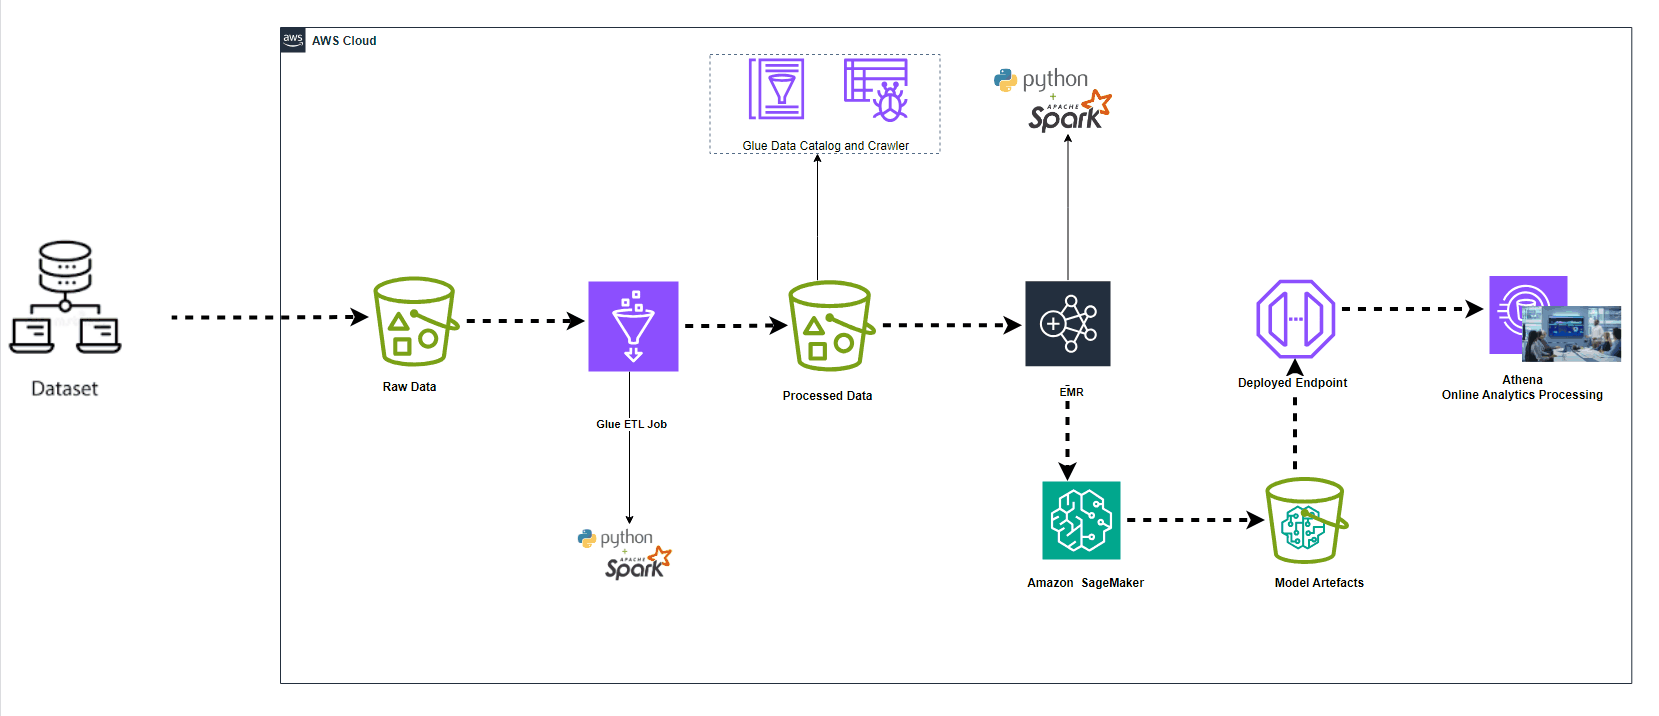 aws
AWS Cloud
Glue Data Catalog and Crawler
python
+
APACHE
Spark
Dataset
Raw Data
Glue ETL Job
python
+
APACHE
Spark
Processed Data
EMR
Amazon SageMaker
Model Artefacts
Deployed Endpoint
Athena
Online Analytics Processing